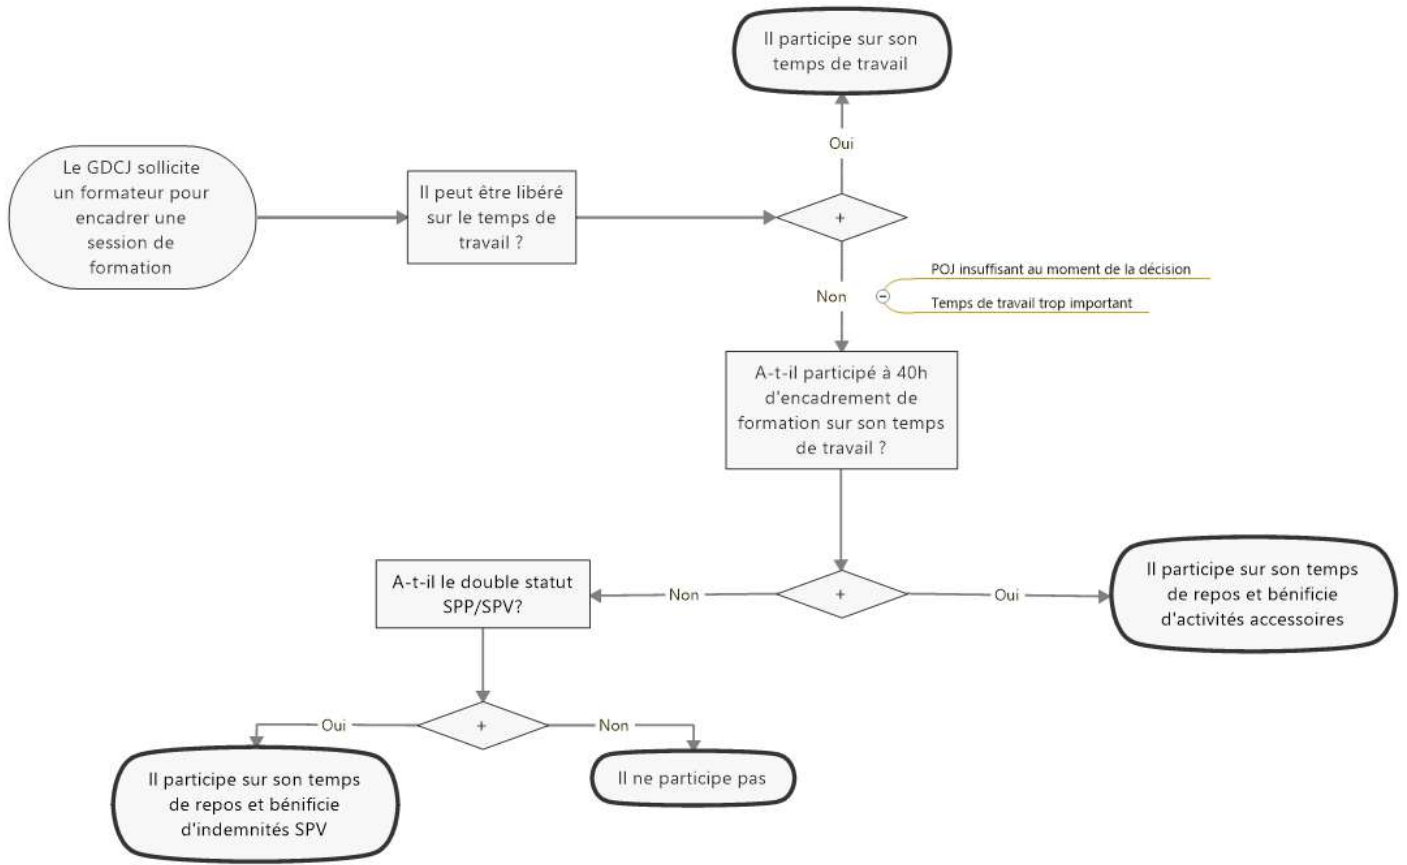 Il participe sur son
temps de travail
Oui
Le GDCJ sollicite
un formateur pour
encadrer une
session de
formation
Il peut être libéré
sur le temps de
travail ?
+
POJ insuffisant au moment de la décision
Non
Temps de travail trop important
A-t-il participé à 40h
d'encadrement de
formation sur son temps
de travail ?
A-t-il le double statut
SPP/SPV?
Non
+
Oui
Il participe sur son temps
de repos et bénificie
d'activités accessoires
Oui
+
Non
Il participe sur son temps
de repos et bénificie
d'indemnités SPV
Il ne participe pas